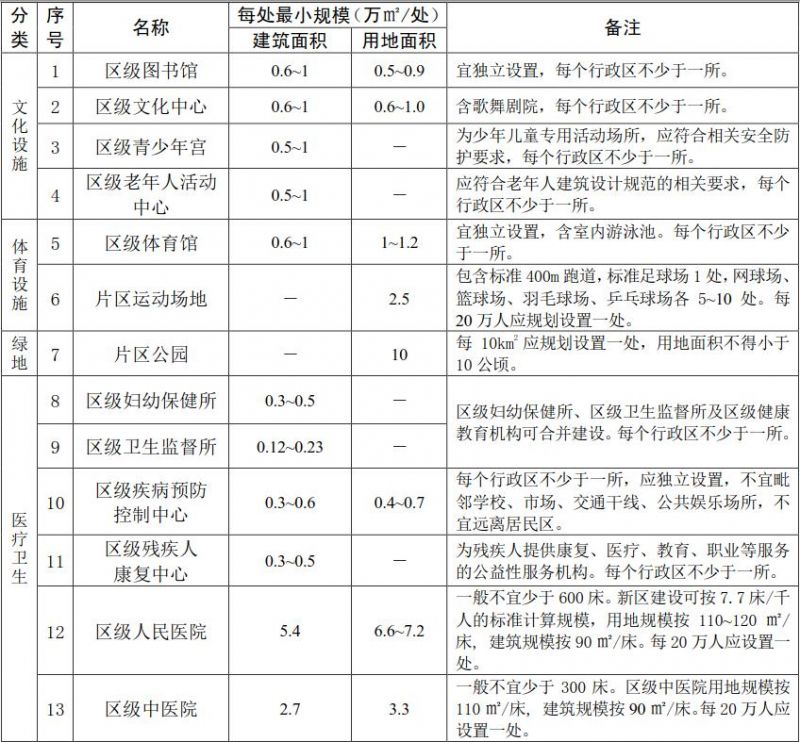 分类 序号 名称 每处最小规模(万㎡/处) 备注
建筑面积 用地面积
文化设施
1 区级图书馆 0.6~1 0.5~0.9 宜独立设置，每个行政区不少于一所。
2 区级文化中心 0.6~1 0.6~1.0 含歌舞剧院，每个行政区不少于一所。
3 区级青少年宫 0.5~1 — 为少年儿童专用活动场所，应符合相关安全防
护要求，每个行政区不少于一所。
4 区级老年人活动
中心 0.5~1 — 应符合老年人建筑设计规范的相关要求，每个
行政区不少于一所。
体育设施
5 区级体育馆 0.6~1 1~1.2 宜独立设置，含室内游泳池。每个行政区不少
于一所。
6 片区运动场地 — 2.5 包含标准400m跑道，标准足球场1处，网球场、
篮球场、羽毛球场、乒乓球场各 5~10 处。每
20万人应规划设置一处。
绿地
7 片区公园 — 10 每 10km²应规划设置一处，用地面积不得小于
10公顷。
医疗卫生
8 区级妇幼保健所 0.3~0.5 — 区级妇幼保健所、区级卫生监督所及区级健康
教育机构可合并建设。每个行政区不少于一所。
9 区级卫生监督所 0.12~0.23 —
10 区级疾病预防
控制中心 0.3~0.6 0.4~0.7 每个行政区不少于一所，应独立设置，不宜毗
邻学校、市场、交通干线、公共娱乐场所，不
宜远离居民区。
11 区级残疾人
康复中心 0.3~0.5 — 为残疾人提供康复、医疗、教育、职业等服务
的公益性服务机构。每个行政区不少于一所。
12 区级人民医院 5.4 6.6~7.2 一般不宜少于600床。新区建设可按7.7床/千
人的标准计算规模，用地规模按 110~120 ㎡/
床，建筑规模按90㎡/床。每20万人应设置一
处。
13 区级中医院 2.7 3.3 一般不宜少于 300 床。区级中医院用地规模按
110㎡/床，建筑规模按90㎡/床。每20万人应
设置一处。